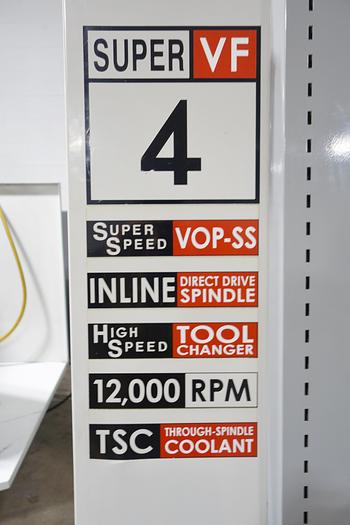 SUPER VF
4
SUPER SPEED VOP-SS
INLINE DIRECT DRIVE SPINDLE
HIGH SPEED TOOL CHANGER
12,000 RPM
TSC THROUGH-SPINDLE COOLANT